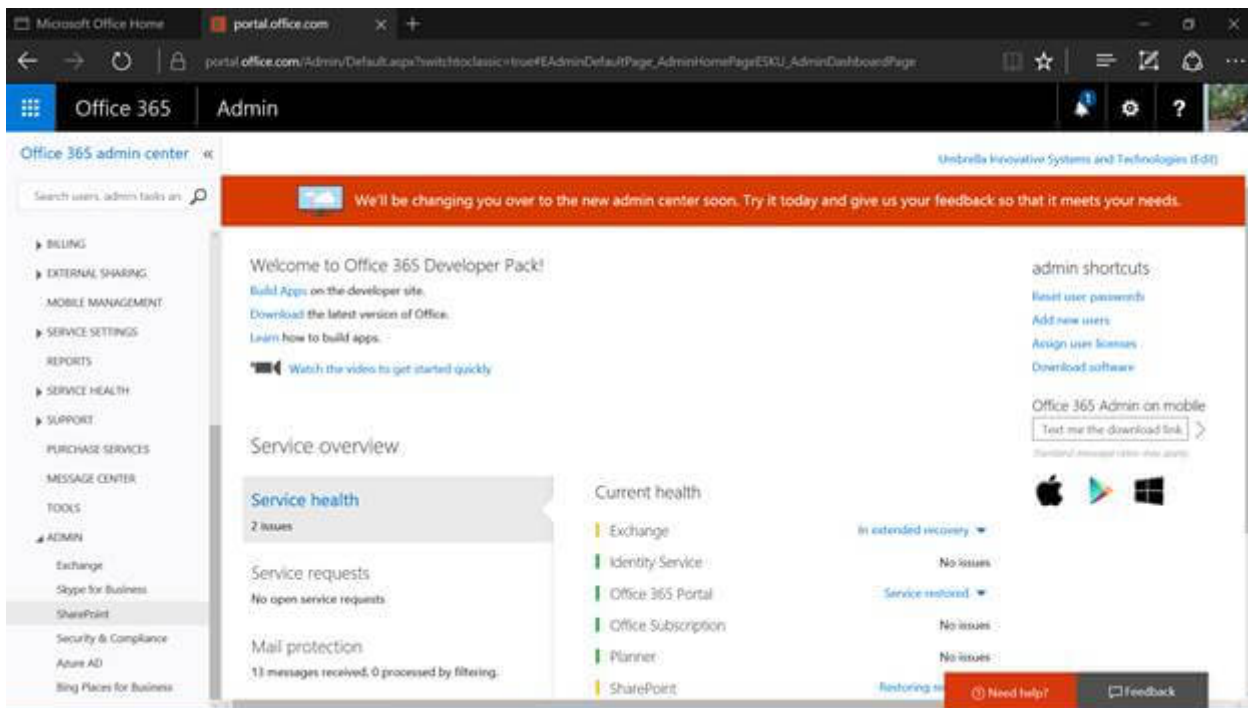 Microsoft Office Home
portal.office.com
portal.office.com/Admin/Default.aspx?switchtoclassic=true#EAdminDefaultPage_AdminHomePageESKU_AdminDashboardPage
Office 365
Admin
1
?
Office 365 admin center «
Umbrella Innovative Systems and Technologies (Edit)
Search users, admin tasks an
We'll be changing you over to the new admin center soon. Try it today and give us your feedback so that it meets your needs.
BILLING
EXTERNAL SHARING
MOBILE MANAGEMENT
SERVICE SETTINGS
REPORTS
SERVICE HEALTH
SUPPORT
PURCHASE SERVICES
MESSAGE CENTER
TOOLS
ADMIN
Exchange
Skype for Business
SharePoint
Security & Compliance
Azure AD
Bing Places for Business
Welcome to Office 365 Developer Pack!
Build Apps on the developer site.
Download the latest version of Office.
Learn how to build apps.
Watch the video to get started quickly
Service overview
Service health
2 issues
Service requests
No open service requests
Mail protection
13 messages received, 0 processed by filtering.
Current health
Exchange In extended recovery
Identity Service No issues
Office 365 Portal Service restored
Office Subscription No issues
Planner No issues
SharePoint Restoring
admin shortcuts
Reset user passwords
Add new users
Assign user licenses
Download software
Office 365 Admin on mobile
Text me the download link
Need help?
Feedback